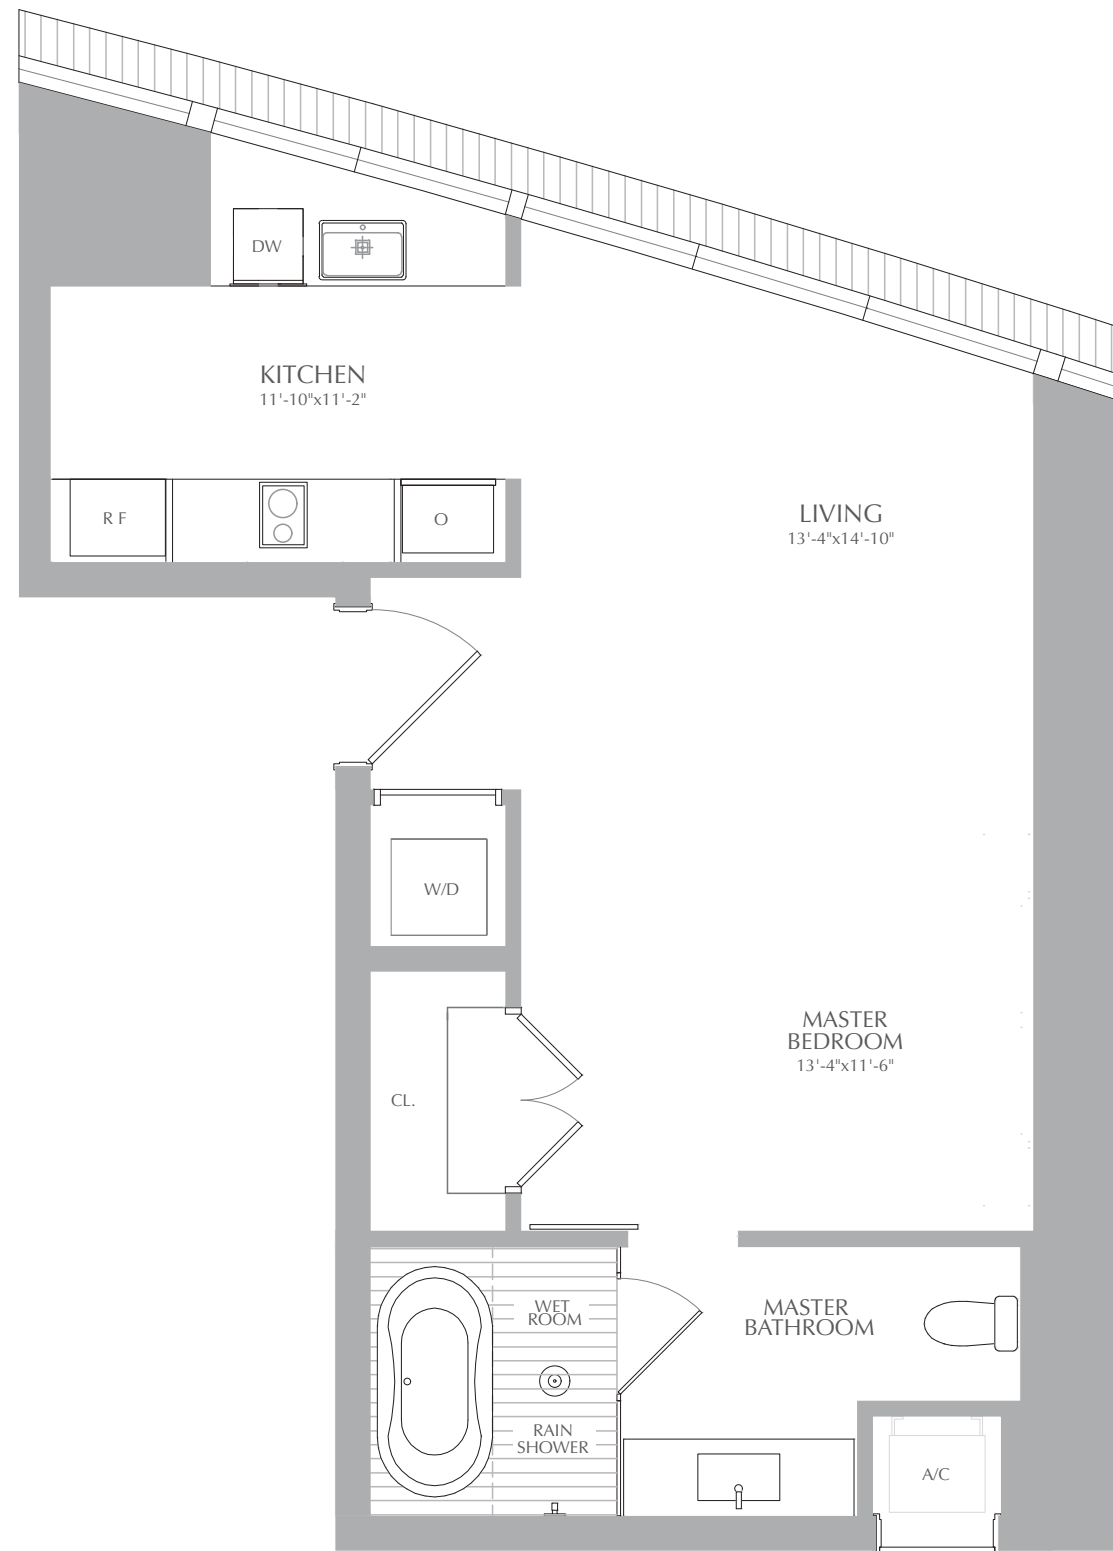 DW
KITCHEN
11'-10"x11'-2"
R F
O
LIVING
13'-4"x14'-10"
W/D
MASTER
BEDROOM
13'-4"x11'-6"
CL.
WET
ROOM
MASTER
BATHROOM
RAIN
SHOWER
A/C